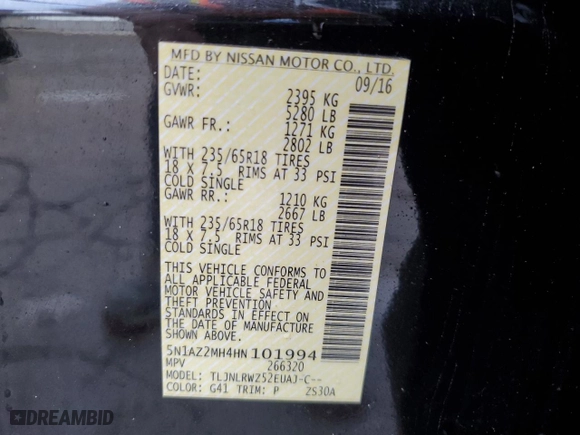 MFD BY NISSAN MOTOR CO., LTD.
DATE: 09/16
GVWR: 2395 KG
5280 LB
GAWR FR.: 1271 KG
2802 LB
WITH 235/65R18 TIRES
18 X 7.5 RIMS AT 33 PSI
COLD SINGLE
GAWR RR.: 1210 KG
2667 LB
WITH 235/65R18 TIRES
18 X 7.5 RIMS AT 33 PSI
COLD SINGLE
THIS VEHICLE CONFORMS TO
ALL APPLICABLE FEDERAL
MOTOR VEHICLE SAFETY AND
THEFT PREVENTION
STANDARDS IN EFFECT ON
THE DATE OF MANUFACTURE
SHOWN ABOVE.
5N1AZ2MH4HN101994
MPV 266320
MODEL: TLJNLRWZ52EUAJ-C--
COLOR: G41 TRIM: P ZS30A
DREAMBID